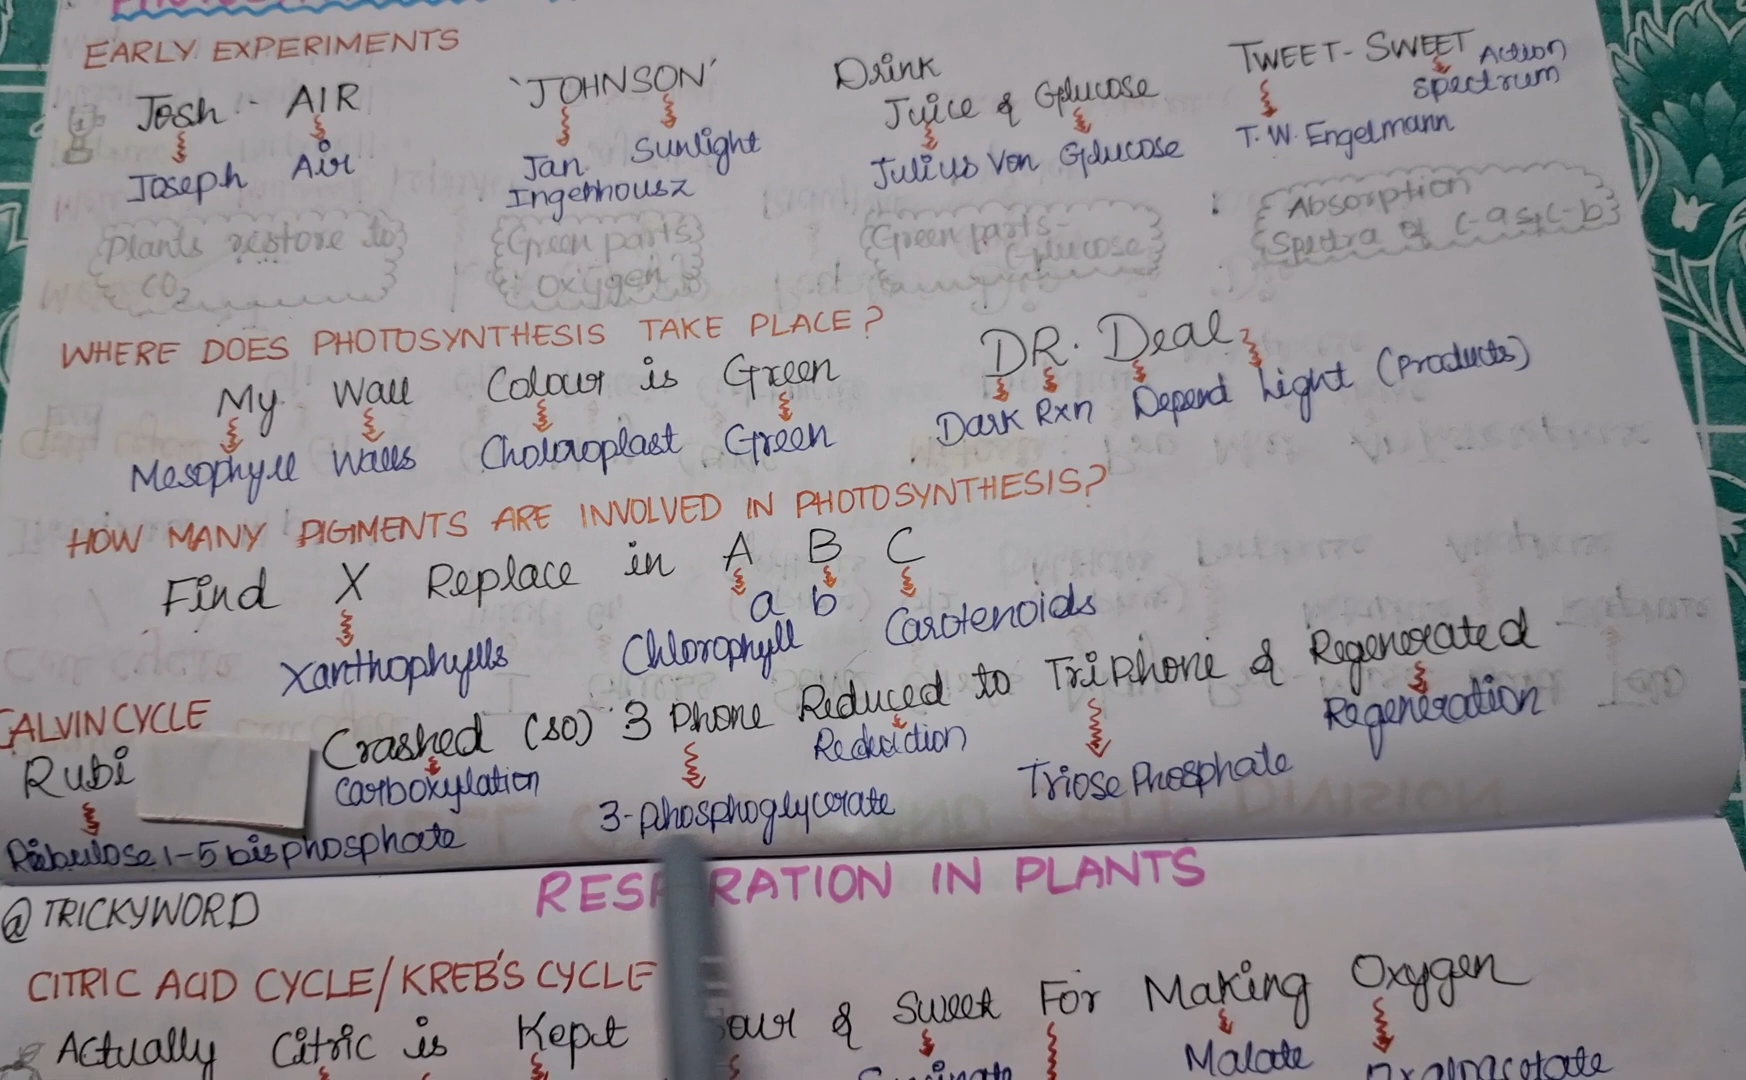 EARLY EXPERIMENTS
Josh - AIR
Joseph Air
Plants restore to
CO2
'JOHNSON'
Jan Sunlight
Ingenhousz
Green parts
oxygen
Drink
Juice & Glucose
Julius Von Glucose
Green parts-
Glucose
TWEET - SWEET Action
Spectrum
T.W. Engelmann
Absorption
Spectra of
WHERE DOES PHOTOSYNTHESIS TAKE PLACE?
My Wall Colour is Green
Mesophyll Walls Choloroplast Green
DR. Deal
Dark Rxn Depend Light (Products)
HOW MANY PIGMENTS ARE INVOLVED IN PHOTOSYNTHESIS?
Find X Replace in A B C
a b
Xanthophylls Chlorophyll Carotenoids
CALVIN CYCLE
Rubi Crashed (so) 3 Phone Reduced to TriPhone & Regenerated
Carboxylation Reduction Regeneration
Ribulose 1-5 bisphosphate 3-phosphoglycerate Triose Phosphate
RESPIRATION IN PLANTS
@TRICKYWORD
CITRIC ACID CYCLE/KREB'S CYCLE
Actually Citric is Kept our & Sweet For Making Oxygen
Malate